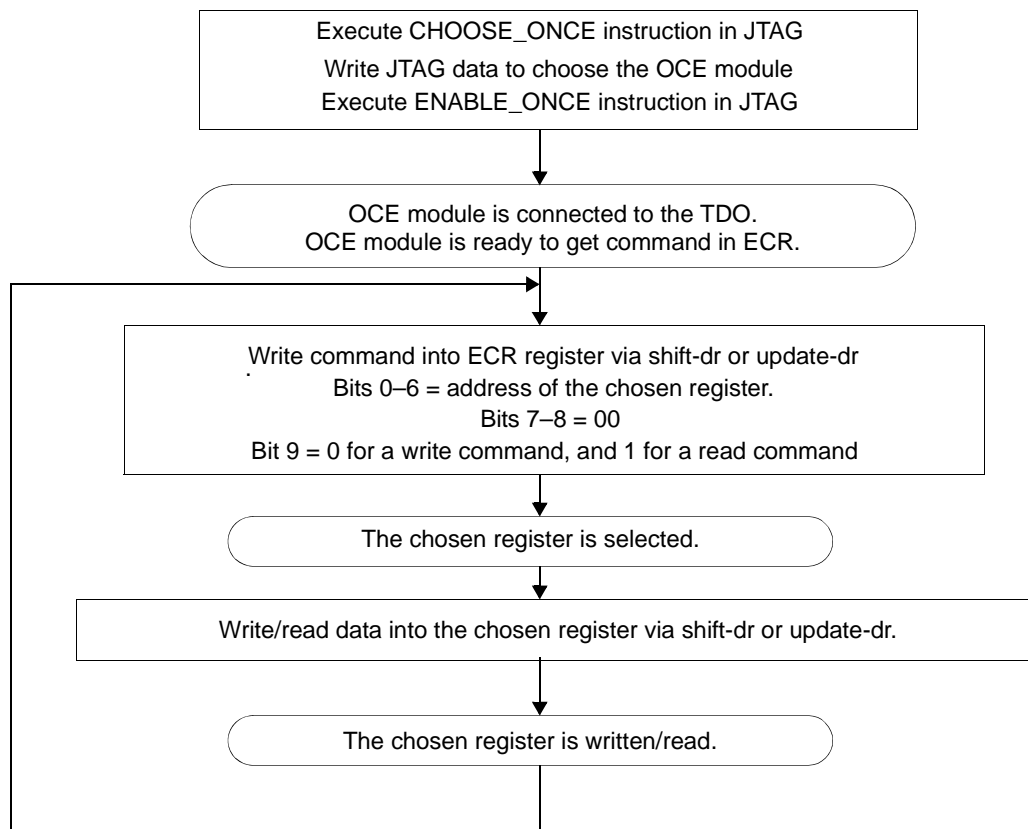 Execute CHOOSE_ONCE instruction in JTAG
Write JTAG data to choose the OCE module
Execute ENABLE_ONCE instruction in JTAG
OCE module is connected to the TDO.
OCE module is ready to get command in ECR.
Write command into ECR register via shift-dr or update-dr
.
Bits 0–6 = address of the chosen register.
Bits 7–8 = 00
Bit 9 = 0 for a write command, and 1 for a read command
The chosen register is selected.
Write/read data into the chosen register via shift-dr or update-dr.
The chosen register is written/read.